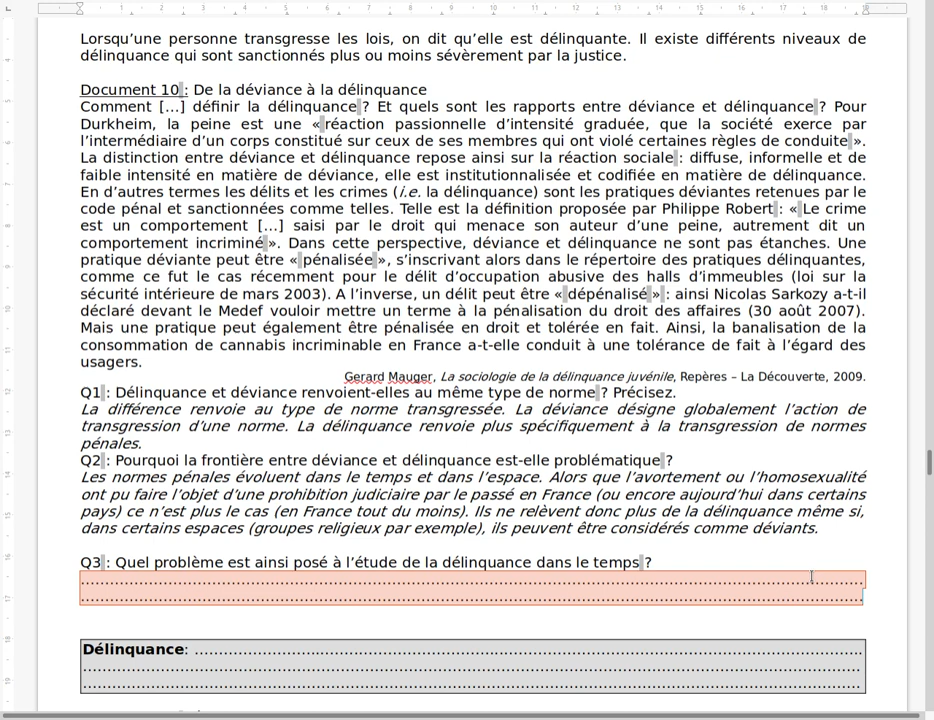 1 2 3 4 5 6 7 8 9 10 11 12 13 14 15 16 17 18 19
Lorsqu’une personne transgresse les lois, on dit qu’elle est délinquante. Il existe différents niveaux de
délinquance qui sont sanctionnés plus ou moins sévèrement par la justice.
Document 10 : De la déviance à la délinquance
Comment [...] définir la délinquance ? Et quels sont les rapports entre déviance et délinquance ? Pour
Durkheim, la peine est une « réaction passionnelle d’intensité graduée, que la société exerce par
l’intermédiaire d’un corps constitué sur ceux de ses membres qui ont violé certaines règles de conduite ».
La distinction entre déviance et délinquance repose ainsi sur la réaction sociale : diffuse, informelle et de
faible intensité en matière de déviance, elle est institutionnalisée et codifiée en matière de délinquance.
En d’autres termes les délits et les crimes (i.e. la délinquance) sont les pratiques déviantes retenues par le
code pénal et sanctionnées comme telles. Telle est la définition proposée par Philippe Robert : « Le crime
est un comportement [...] saisi par le droit qui menace son auteur d’une peine, autrement dit un
comportement incriminé ». Dans cette perspective, déviance et délinquance ne sont pas étanches. Une
pratique déviante peut être « pénalisée », s’inscrivant alors dans le répertoire des pratiques délinquantes,
comme ce fut le cas récemment pour le délit d’occupation abusive des halls d’immeubles (loi sur la
sécurité intérieure de mars 2003). A l’inverse, un délit peut être « dépénalisé » : ainsi Nicolas Sarkozy a-t-il
déclaré devant le Medef vouloir mettre un terme à la pénalisation du droit des affaires (30 août 2007).
Mais une pratique peut également être pénalisée en droit et tolérée en fait. Ainsi, la banalisation de la
consommation de cannabis incriminable en France a-t-elle conduit à une tolérance de fait à l’égard des
usagers.
Gerard Mauger, La sociologie de la délinquance juvénile, Repères – La Découverte, 2009.
Q1 : Délinquance et déviance renvoient-elles au même type de norme ? Précisez.
La différence renvoie au type de norme transgressée. La déviance désigne globalement l’action de
transgression d’une norme. La délinquance renvoie plus spécifiquement à la transgression de normes
pénales.
Q2 : Pourquoi la frontière entre déviance et délinquance est-elle problématique ?
Les normes pénales évoluent dans le temps et dans l’espace. Alors que l’avortement ou l’homosexualité
ont pu faire l’objet d’une prohibition judiciaire par le passé en France (ou encore aujourd’hui dans certains
pays) ce n’est plus le cas (en France tout du moins). Ils ne relèvent donc plus de la délinquance même si,
dans certains espaces (groupes religieux par exemple), ils peuvent être considérés comme déviants.
Q3 : Quel problème est ainsi posé à l’étude de la délinquance dans le temps ?
Délinquance: ...